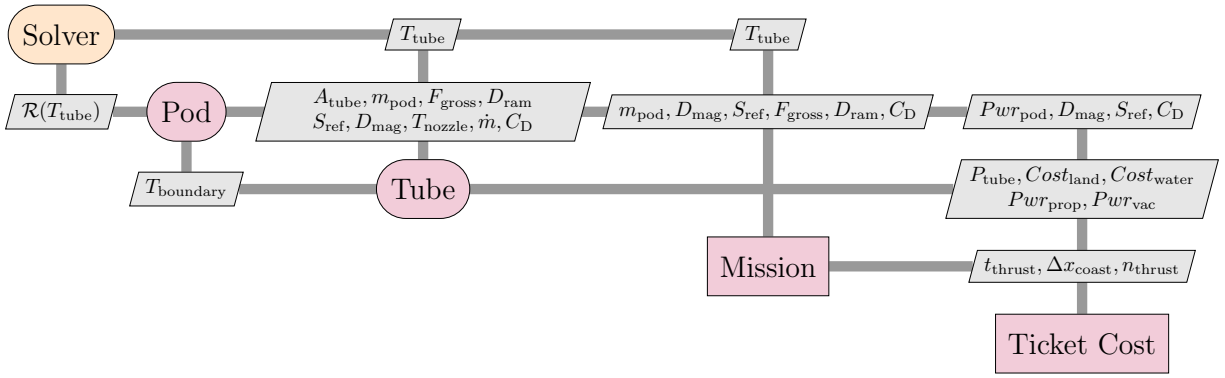 Solver
T_tube
T_tube
R(T_tube)
Pod
A_tube, m_pod, F_gross, D_ram
S_ref, D_mag, T_nozzle, ṁ, C_D
m_pod, D_mag, S_ref, F_gross, D_ram, C_D
Pwr_pod, D_mag, S_ref, C_D
T_boundary
Tube
P_tube, Cost_land, Cost_water
Pwr_prop, Pwr_vac
Mission
t_thrust, Δx_coast, n_thrust
Ticket Cost